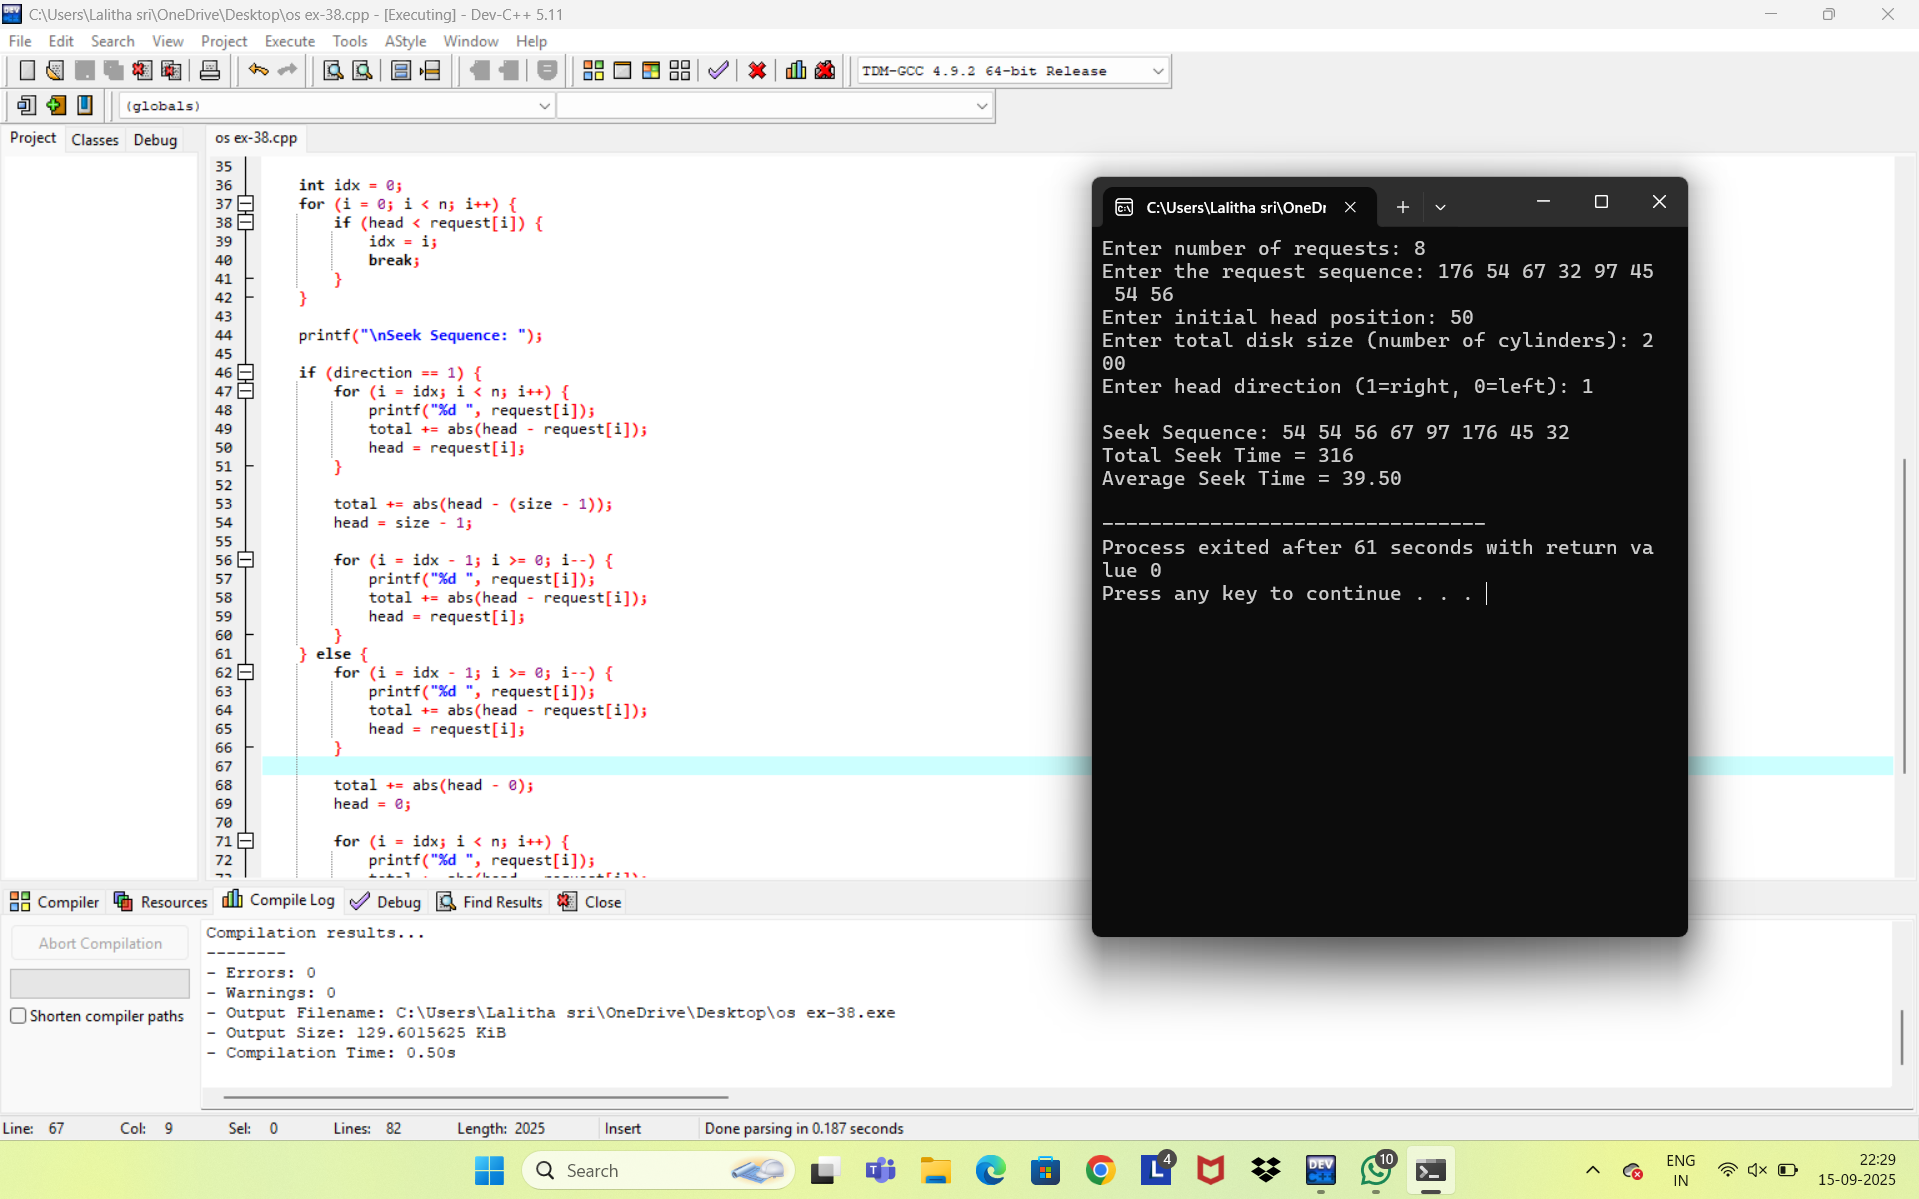 C:\Users\Lalitha sri\OneDrive\Desktop\os ex-38.cpp - [Executing] - Dev-C++ 5.11
File Edit Search View Project Execute Tools AStyle Window Help
TDM-GCC 4.9.2 64-bit Release
(globals)
Project Classes Debug os ex-38.cpp
35
36 int idx = 0;
37 for (i = 0; i < n; i++) {
38 if (head < request[i]) {
39 idx = i;
40 break;
41 }
42 }
43
44 printf("\nSeek Sequence: ");
45
46 if (direction == 1) {
47 for (i = idx; i < n; i++) {
48 printf("%d ", request[i]);
49 total += abs(head - request[i]);
50 head = request[i];
51 }
52
53 total += abs(head - (size - 1));
54 head = size - 1;
55
56 for (i = idx - 1; i >= 0; i--) {
57 printf("%d ", request[i]);
58 total += abs(head - request[i]);
59 head = request[i];
60 }
61 } else {
62 for (i = idx - 1; i >= 0; i--) {
63 printf("%d ", request[i]);
64 total += abs(head - request[i]);
65 head = request[i];
66 }
67
68 total += abs(head - 0);
69 head = 0;
70
71 for (i = idx; i < n; i++) {
72 printf("%d ", request[i]);
C:\Users\Lalitha sri\OneDr
Enter number of requests: 8
Enter the request sequence: 176 54 67 32 97 45
54 56
Enter initial head position: 50
Enter total disk size (number of cylinders): 2
00
Enter head direction (1=right, 0=left): 1
Seek Sequence: 54 54 56 67 97 176 45 32
Total Seek Time = 316
Average Seek Time = 39.50
--------------------------------
Process exited after 61 seconds with return va
lue 0
Press any key to continue . . .
Compiler Resources Compile Log Debug Find Results Close
Abort Compilation
Shorten compiler paths
Compilation results...
--------
- Errors: 0
- Warnings: 0
- Output Filename: C:\Users\Lalitha sri\OneDrive\Desktop\os ex-38.exe
- Output Size: 129.6015625 KiB
- Compilation Time: 0.50s
Line: 67 Col: 9 Sel: 0 Lines: 82 Length: 2025 Insert Done parsing in 0.187 seconds
Search
L 4
DEV
10
ENG
IN
22:29
15-09-2025